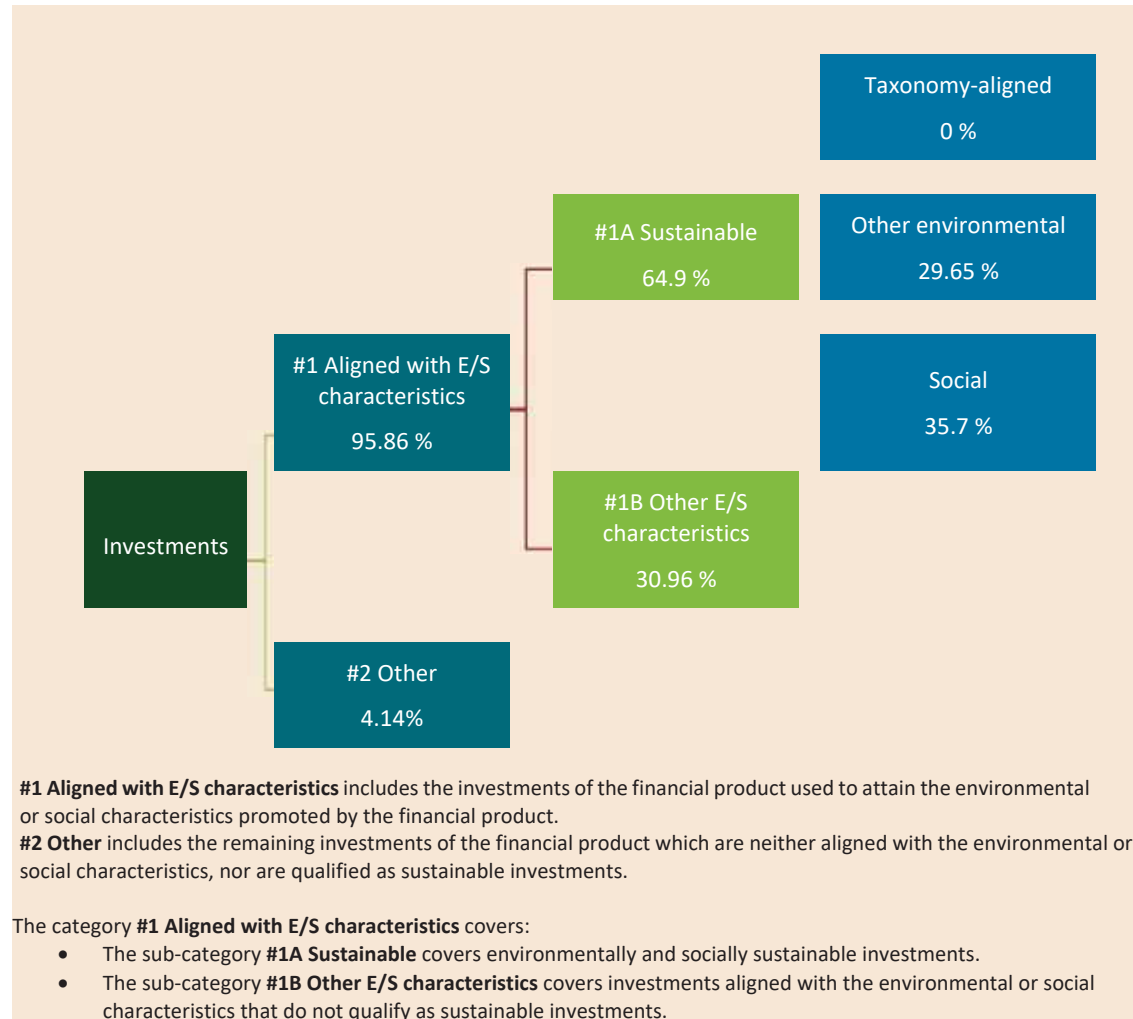 Taxonomy-aligned
0 %
#1A Sustainable
64.9 %
Other environmental
29.65 %
#1 Aligned with E/S
characteristics
95.86 %
Social
35.7 %
Investments
#1B Other E/S
characteristics
30.96 %
#2 Other
4.14%
#1 Aligned with E/S characteristics includes the investments of the financial product used to attain the environmental
or social characteristics promoted by the financial product.
#2 Other includes the remaining investments of the financial product which are neither aligned with the environmental or
social characteristics, nor are qualified as sustainable investments.
The category #1 Aligned with E/S characteristics covers:
• The sub-category #1A Sustainable covers environmentally and socially sustainable investments.
• The sub-category #1B Other E/S characteristics covers investments aligned with the environmental or social
characteristics that do not qualify as sustainable investments.